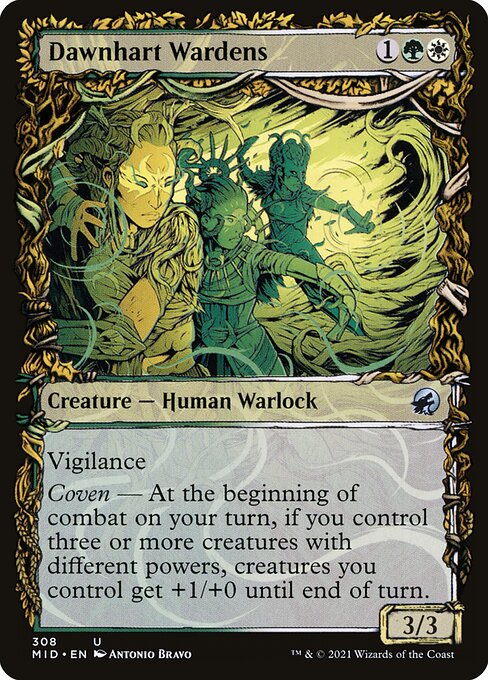 Dawnhart Wardens 1
Creature — Human Warlock
Vigilance
Coven — At the beginning of
combat on your turn, if you control
three or more creatures with
different powers, creatures you
control get +1/+0 until end of turn.
3/3
308 U
MID • EN Antonio Bravo
™ & © 2021 Wizards of the Coast